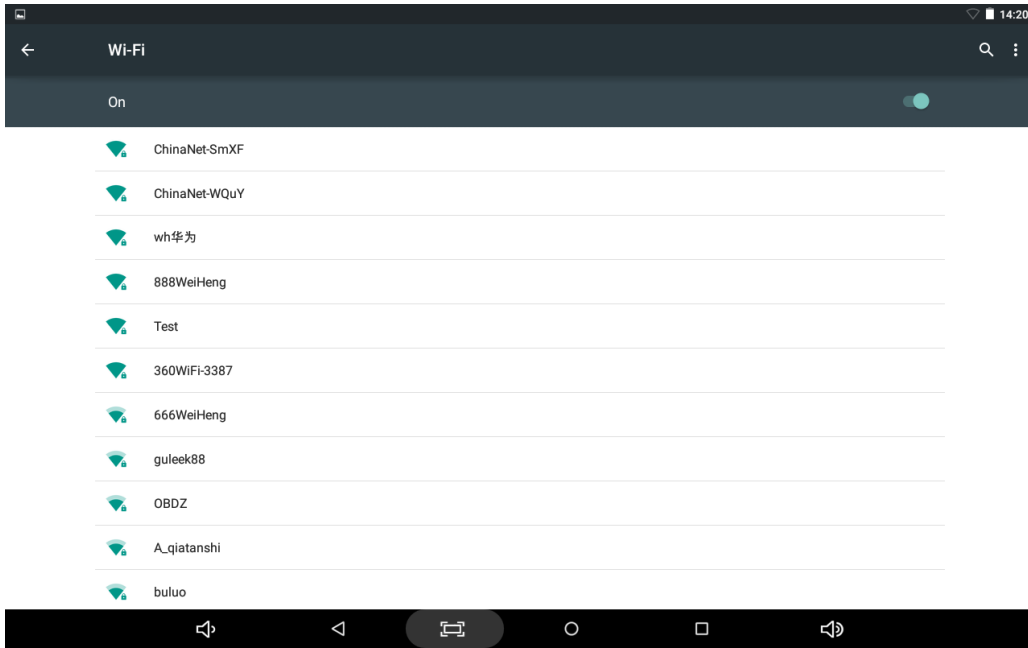 14:20
Wi-Fi
On
ChinaNet-SmXF
ChinaNet-WQuY
wh华为
888WeiHeng
Test
360WiFi-3387
666WeiHeng
guleek88
OBDZ
A_qiatanshi
buluo